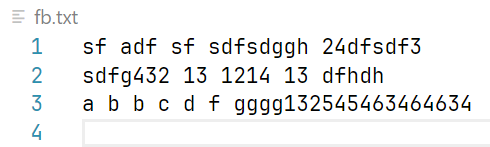 fb.txt
1 sf adf sf sdfsdggh 24dfsdf3
2 sdfg432 13 1214 13 dfhdh
3 a b b c d f gggg132545463464634
4